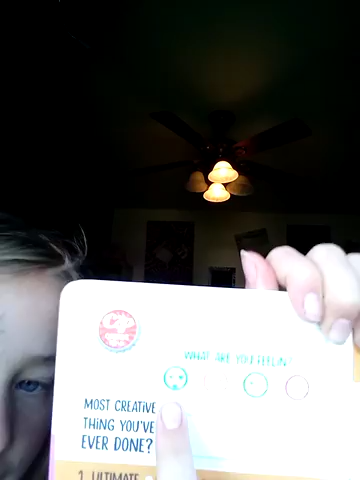 WHAT ARE YOU FEELIN'?
MOST CREATIVE
THING YOU'VE
EVER DONE?
1. ULTIMATE